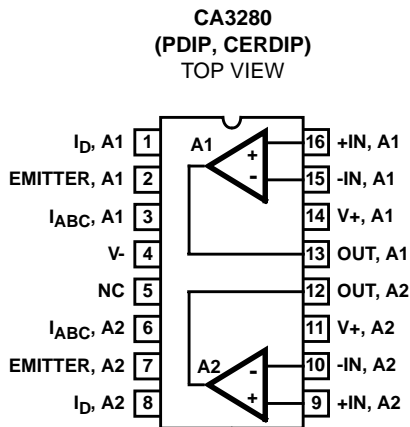 CA3280
(PDIP, CERDIP)
TOP VIEW
I_D, A1 1
EMITTER, A1 2
I_ABC, A1 3
V- 4
NC 5
I_ABC, A2 6
EMITTER, A2 7
I_D, A2 8
A1
+
-
A2
-
+
16 +IN, A1
15 -IN, A1
14 V+, A1
13 OUT, A1
12 OUT, A2
11 V+, A2
10 -IN, A2
9 +IN, A2